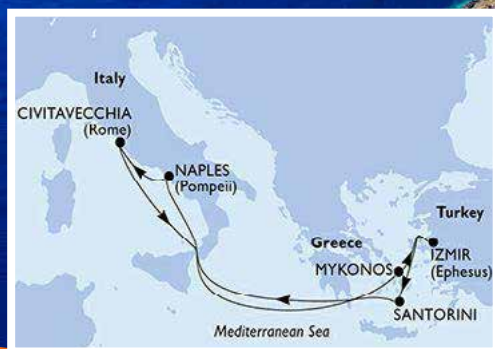 Italy
CIVITAVECCHIA
(Rome)
NAPLES
(Pompeii)
Turkey
Greece
IZMIR
(Ephesus)
MYKONOS
SANTORINI
Mediterranean Sea